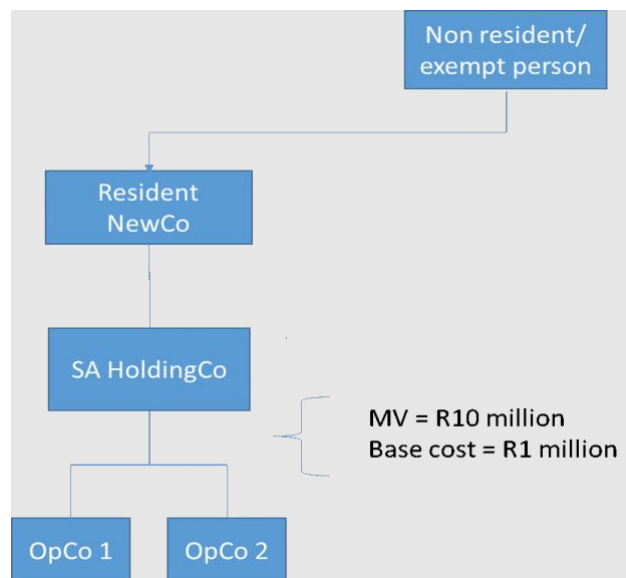 Non resident/
exempt person
Resident
NewCo
SA HoldingCo
MV = R10 million
Base cost = R1 million
OpCo 1
OpCo 2